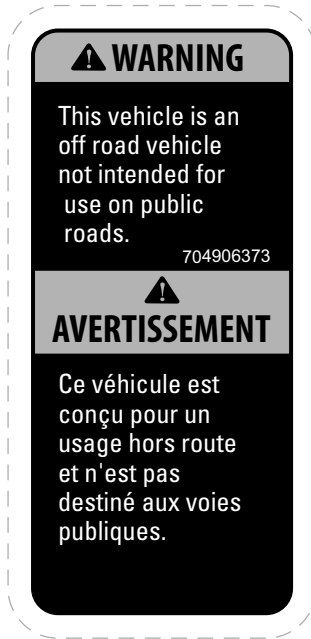 WARNING
This vehicle is an
off road vehicle
not intended for
use on public
roads.
704906373
AVERTISSEMENT
Ce véhicule est
conçu pour un
usage hors route
et n'est pas
destiné aux voies
publiques.